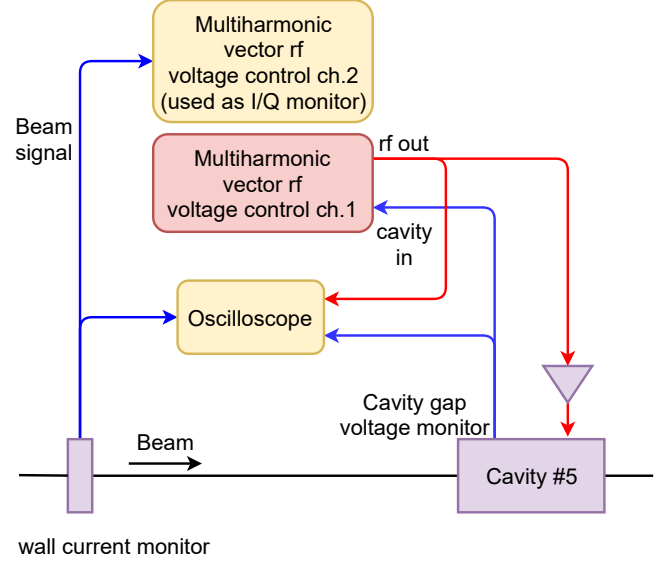 Multiharmonic
vector rf
voltage control ch.2
(used as I/Q monitor)
Beam
signal
Multiharmonic
vector rf
voltage control ch.1
rf out
cavity
in
Oscilloscope
Cavity gap
voltage monitor
Beam
Cavity #5
wall current monitor